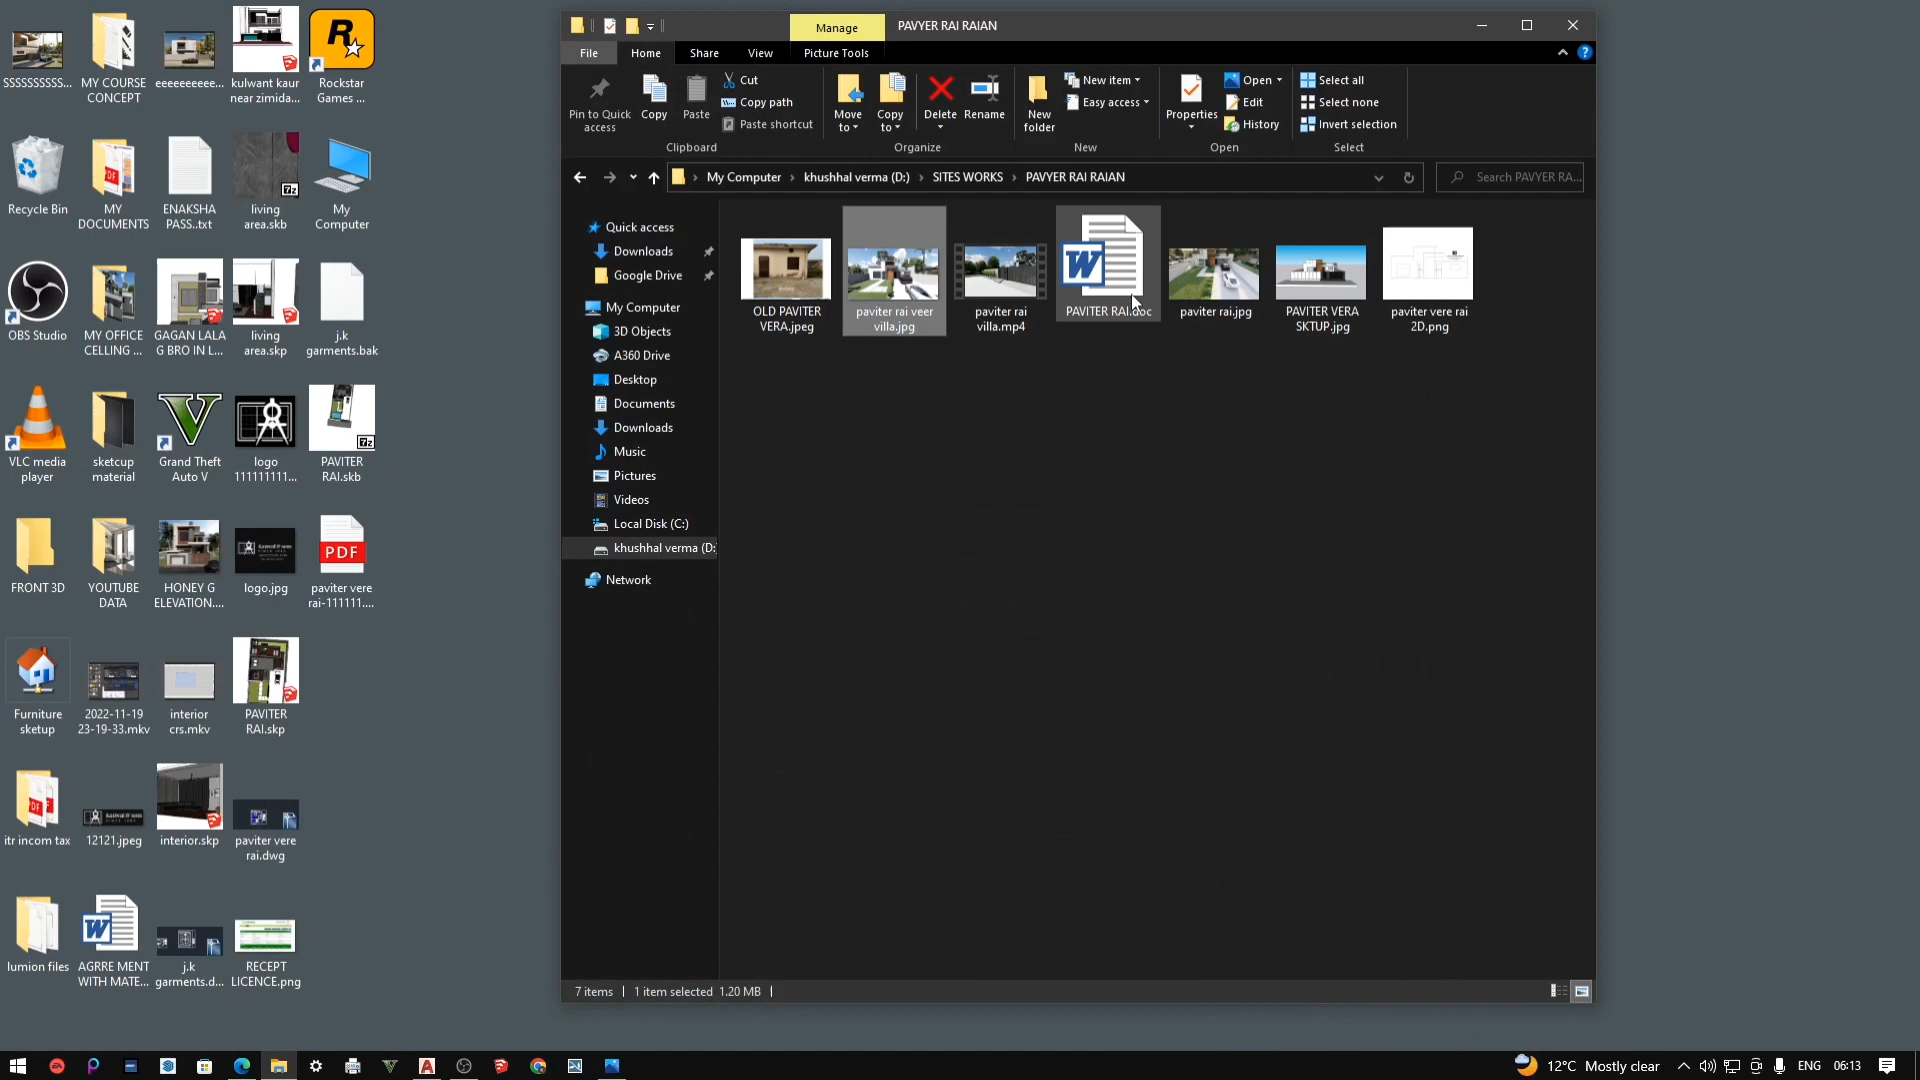 SSSSSSSSSS...
MY COURSE
CONCEPT
eeeeeeeeee...
kulwant kaur
near zimida...
Rockstar
Games ...
Recycle Bin
MY
DOCUMENTS
ENAKSHA
PASS..txt
living
area.skb
My
Computer
OBS Studio
MY OFFICE
CELLING ...
GAGAN LALA
G BRO IN L...
living
area.skp
j.k
garments.bak
VLC media
player
sketcup
material
Grand Theft
Auto V
logo
111111111...
PAVITER
RAI.skb
FRONT 3D
YOUTUBE
DATA
HONEY G
ELEVATION....
logo.jpg
PDF
paviter vere
rai-111111....
Furniture
sketup
2022-11-19
23-19-33.mkv
interior
crs.mkv
PAVITER
RAI.skp
itr incom tax
12121.jpeg
interior.skp
paviter vere
rai.dwg
lumion files
AGRRE MENT
WITH MATE...
j.k
garments.d...
RECEPT
LICENCE.png
Manage
PAVYER RAI RAIAN
File
Home
Share
View
Picture Tools
Pin to Quick
access
Copy
Paste
Cut
Copy path
Paste shortcut
Clipboard
Move
to
Copy
to
Delete
Rename
Organize
New
folder
New item
Easy access
New
Properties
Open
Edit
History
Open
Select all
Select none
Invert selection
Select
My Computer > khushhal verma (D:) > SITES WORKS > PAVYER RAI RAIAN
Search PAVYER RA...
Quick access
Downloads
Google Drive
My Computer
3D Objects
A360 Drive
Desktop
Documents
Downloads
Music
Pictures
Videos
Local Disk (C:)
khushhal verma (D:
Network
OLD PAVITER
VERA.jpeg
paviter rai veer
villa.jpg
paviter rai
villa.mp4
PAVITER RAI.doc
paviter rai.jpg
PAVITER VERA
SKTUP.jpg
paviter vere rai
2D.png
7 items
1 item selected 1.20 MB
12°C Mostly clear
ENG
06:13